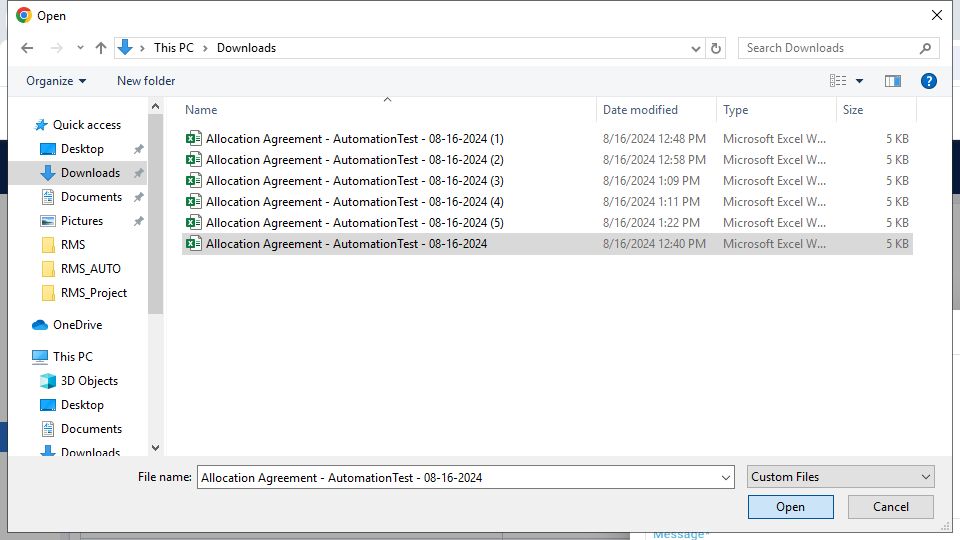 Open
This PC > Downloads
Search Downloads
Organize
New folder
?
Name
Date modified
Type
Size
Quick access
Desktop
Downloads
Documents
Pictures
RMS
RMS_AUTO
RMS_Project
OneDrive
This PC
3D Objects
Desktop
Documents
Downloads
Allocation Agreement - AutomationTest - 08-16-2024 (1) 8/16/2024 12:48 PM Microsoft Excel W... 5 KB
Allocation Agreement - AutomationTest - 08-16-2024 (2) 8/16/2024 12:58 PM Microsoft Excel W... 5 KB
Allocation Agreement - AutomationTest - 08-16-2024 (3) 8/16/2024 1:09 PM Microsoft Excel W... 5 KB
Allocation Agreement - AutomationTest - 08-16-2024 (4) 8/16/2024 1:11 PM Microsoft Excel W... 5 KB
Allocation Agreement - AutomationTest - 08-16-2024 (5) 8/16/2024 1:22 PM Microsoft Excel W... 5 KB
Allocation Agreement - AutomationTest - 08-16-2024 8/16/2024 12:40 PM Microsoft Excel W... 5 KB
File name: Allocation Agreement - AutomationTest - 08-16-2024
Custom Files
Open
Cancel
Message*